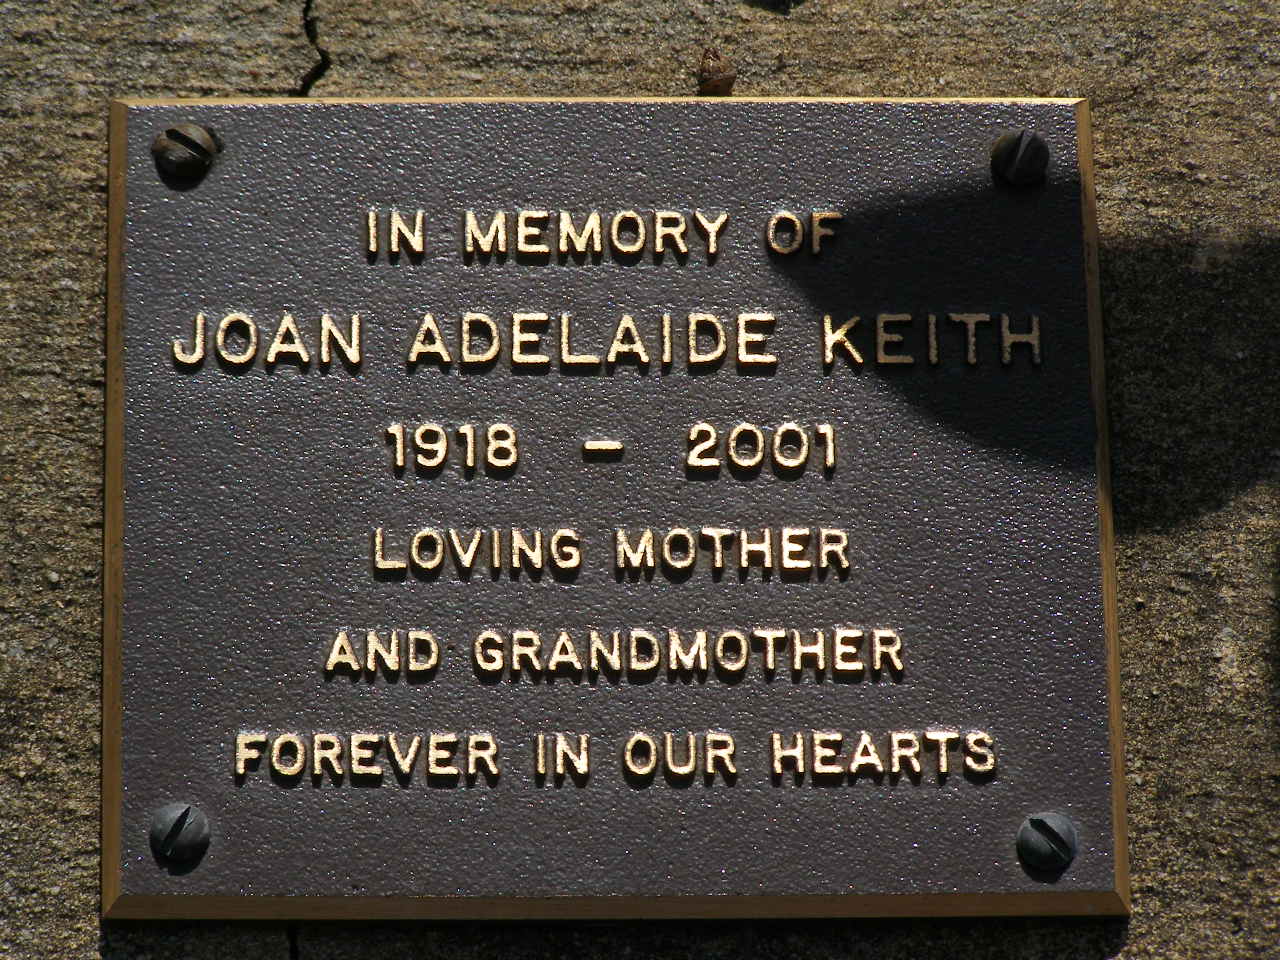 IN MEMORY OF
JOAN ADELAIDE KEITH
1918 – 2001
LOVING MOTHER
AND GRANDMOTHER
FOREVER IN OUR HEARTS